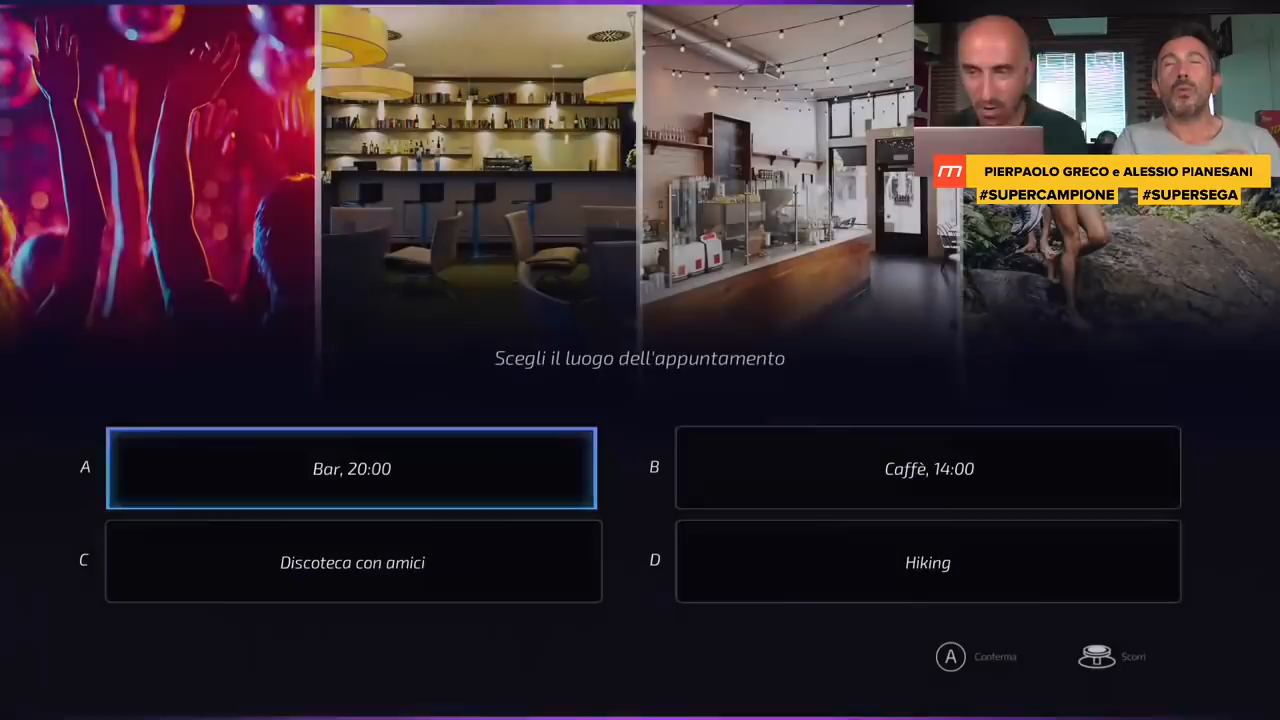 PIERPAOLO GRECO e ALESSIO PIANESANI
#SUPERCAMPIONE #SUPERSEGA
Scegli il luogo dell'appuntamento
A Bar, 20:00
B Caffè, 14:00
C Discoteca con amici
D Hiking
A Conferma
Scorri